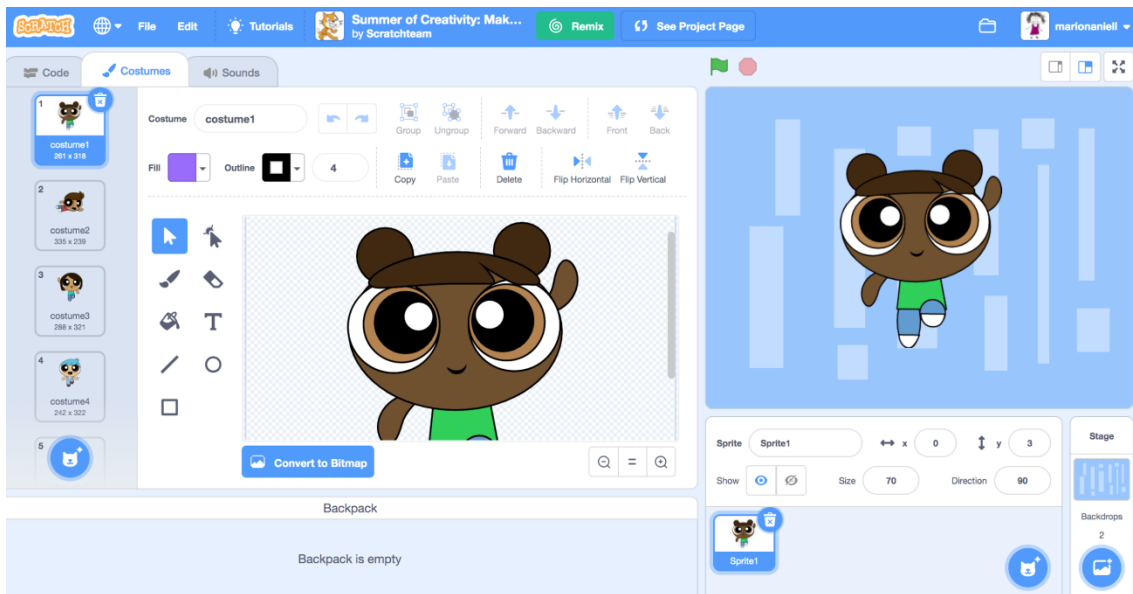 SCRATCH
File
Edit
Tutorials
Summer of Creativity: Mak...
by Scratchteam
Remix
See Project Page
marionaniell
Code
Costumes
Sounds
1
costume1
261 x 316
2
costume2
335 x 239
3
costume3
288 x 321
4
costume4
242 x 322
5
Costume
costume1
Group
Ungroup
Forward
Backward
Front
Back
Fill
Outline
4
Copy
Paste
Delete
Flip Horizontal
Flip Vertical
T
Convert to Bitmap
Backpack
Backpack is empty
Sprite
Sprite1
x
0
y
3
Show
Size
70
Direction
90
Sprite1
Stage
Backdrops
2